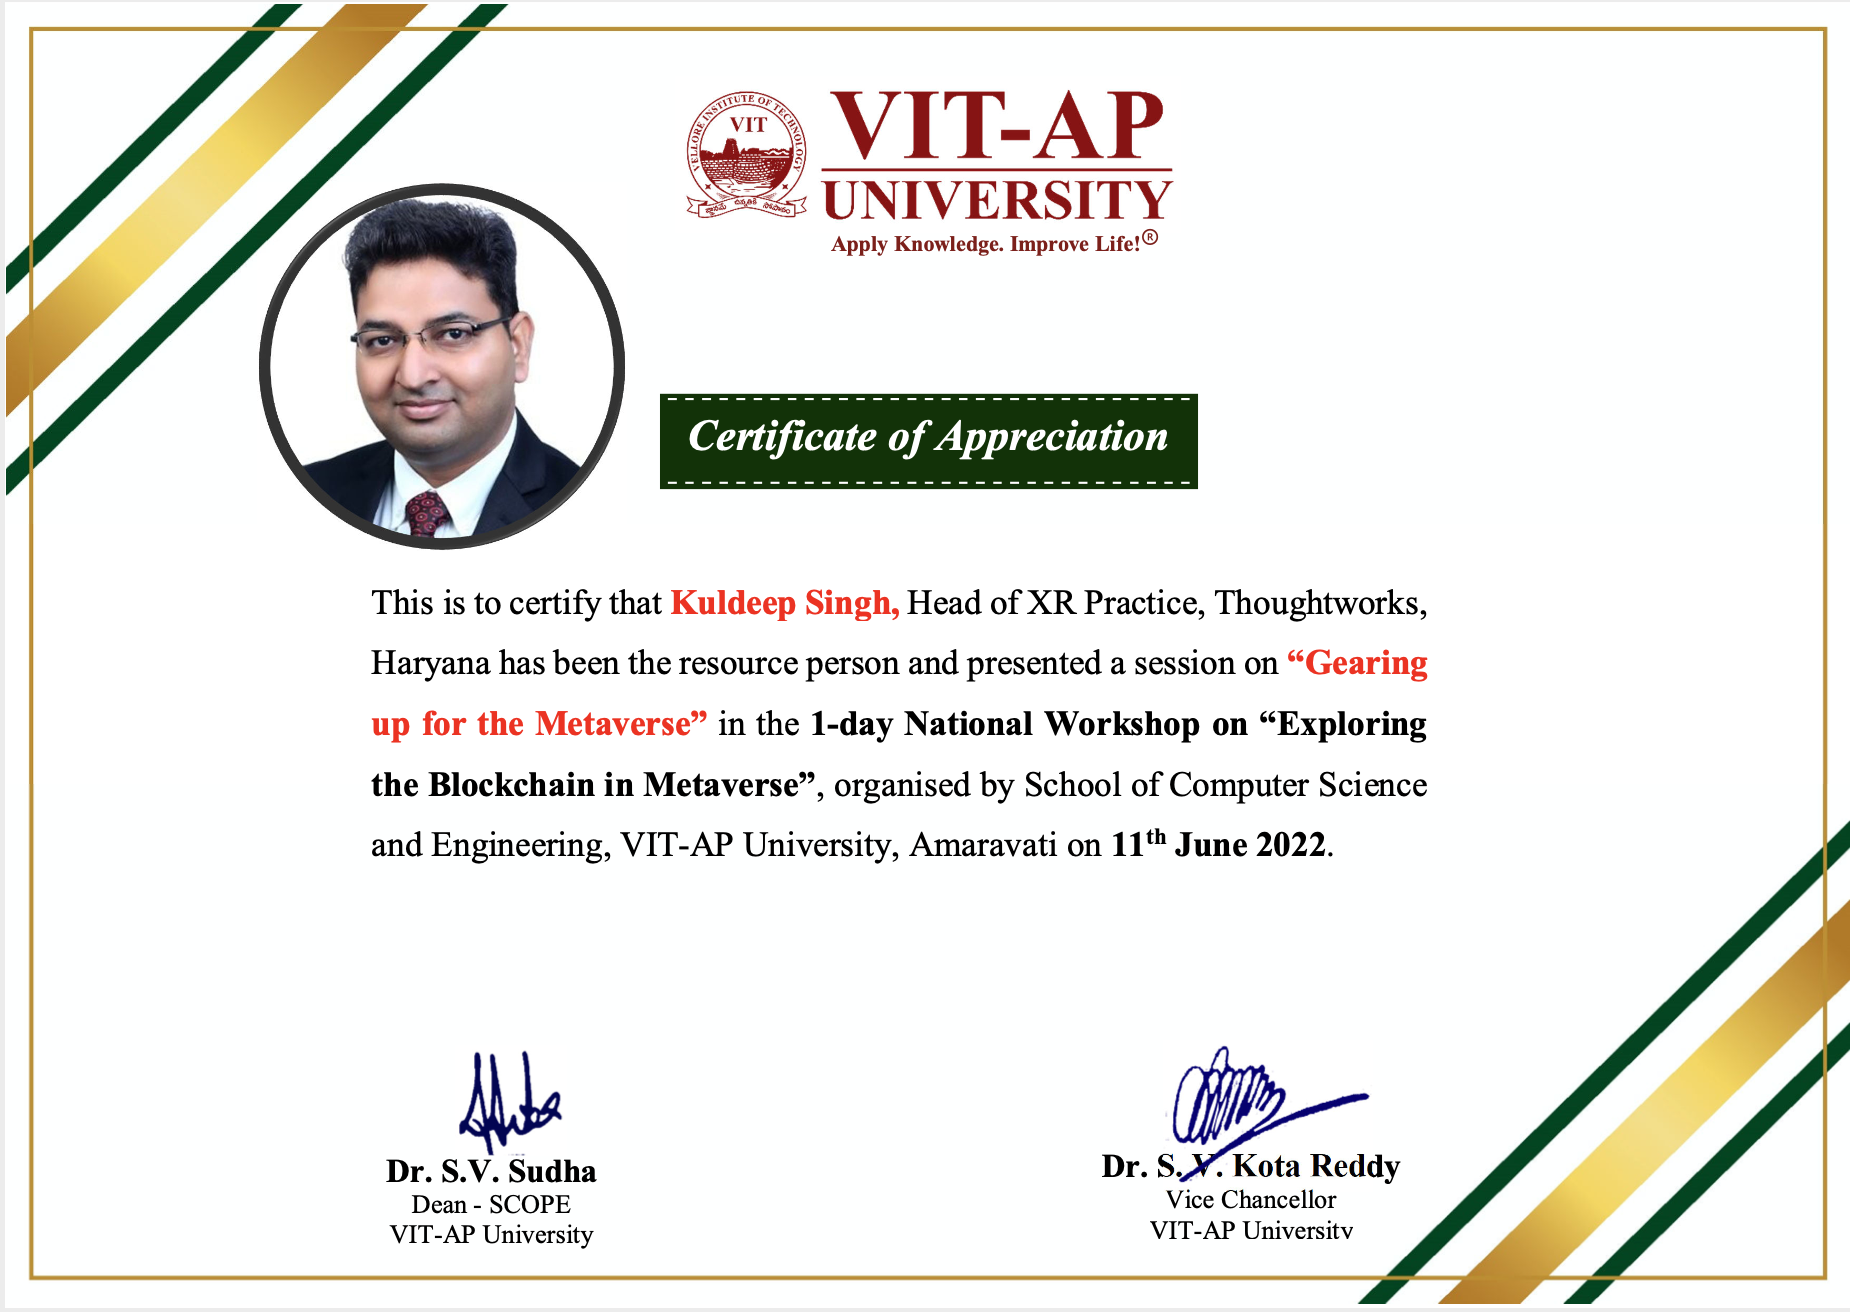 VELLORE INSTITUTE OF TECHNOLOGY
VIT
VIT-AP
UNIVERSITY
Apply Knowledge. Improve Life!®
Certificate of Appreciation
This is to certify that Kuldeep Singh, Head of XR Practice, Thoughtworks,
Haryana has been the resource person and presented a session on “Gearing
up for the Metaverse” in the 1-day National Workshop on “Exploring
the Blockchain in Metaverse”, organised by School of Computer Science
and Engineering, VIT-AP University, Amaravati on 11th June 2022.
Dr. S.V. Sudha
Dean - SCOPE
VIT-AP University
Dr. S. V. Kota Reddy
Vice Chancellor
VIT-AP University